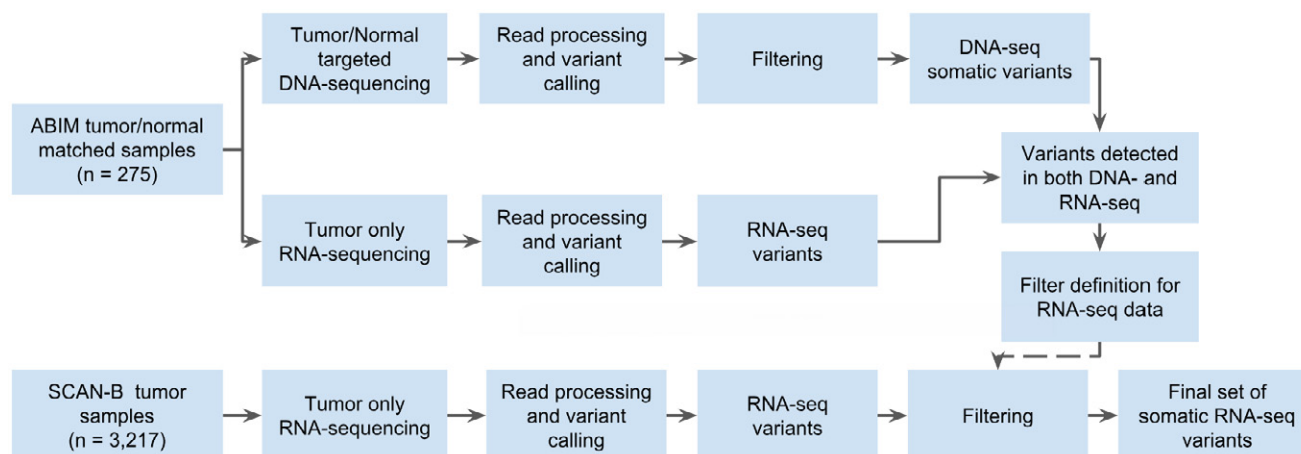 Tumor/Normal
targeted
DNA-sequencing
Read processing
and variant
calling
Filtering
DNA-seq
somatic variants
ABIM tumor/normal
matched samples
(n = 275)
Variants detected
in both DNA- and
RNA-seq
Tumor only
RNA-sequencing
Read processing
and variant
calling
RNA-seq
variants
Filter definition for
RNA-seq data
SCAN-B tumor
samples
(n = 3,217)
Tumor only
RNA-sequencing
Read processing
and variant
calling
RNA-seq
variants
Filtering
Final set of
somatic RNA-seq
variants